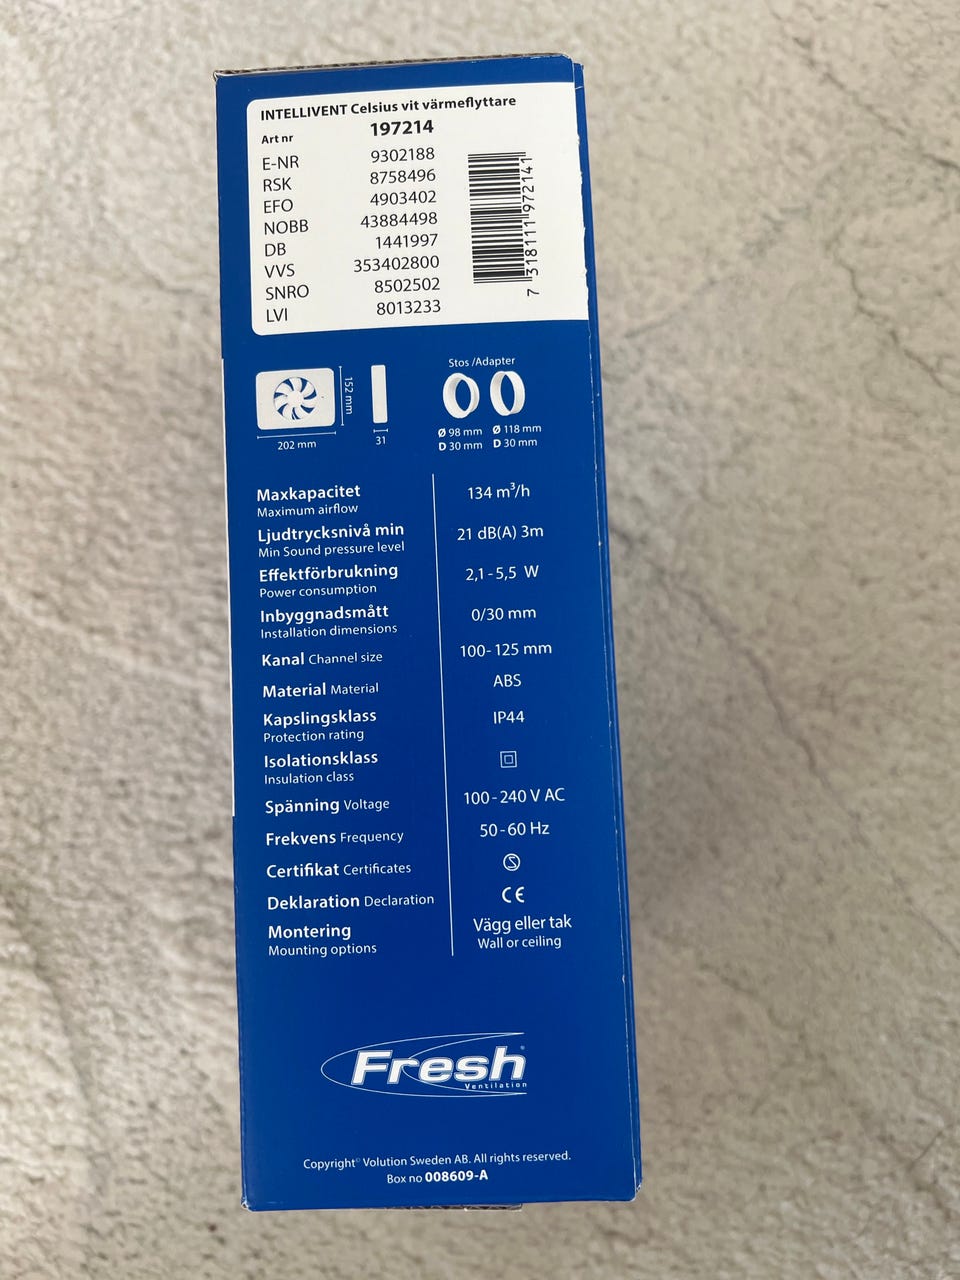 INTELLIVENT Celsius vit värmeflyttare
Art nr 197214
E-NR 9302188
RSK 8758496
EFO 4903402
NOBB 43884498
DB 1441997
VVS 353402800
SNRO 8502502
LVI 8013233
7 318111 972141
Stos /Adapter
152 mm
202 mm
31
Ø 98 mm Ø 118 mm
D 30 mm D 30 mm
Maxkapacitet 134 m³/h
Maximum airflow
Ljudtrycksnivå min 21 dB(A) 3m
Min Sound pressure level
Effektförbrukning 2,1-5,5 W
Power consumption
Inbyggnadsmått 0/30 mm
Installation dimensions
Kanal Channel size 100-125 mm
Material Material ABS
Kapslingsklass IP44
Protection rating
Isolationsklass
Insulation class
Spänning Voltage 100-240 V AC
Frekvens Frequency 50-60 Hz
Certifikat Certificates S
Deklaration Declaration CE
Montering Vägg eller tak
Mounting options Wall or ceiling
Fresh®
Ventilation
Copyright© Volution Sweden AB. All rights reserved.
Box no 008609-A